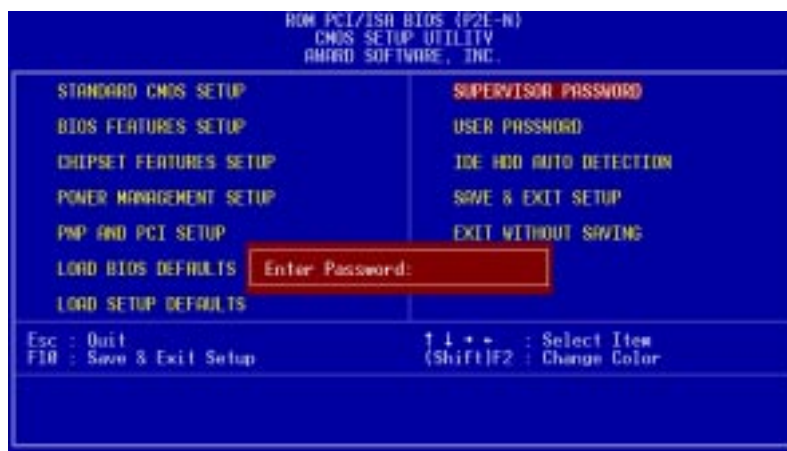 ROM PCI/ISA BIOS (P2E-N)
CMOS SETUP UTILITY
AWARD SOFTWARE, INC.
STANDARD CMOS SETUP
BIOS FEATURES SETUP
CHIPSET FEATURES SETUP
POWER MANAGEMENT SETUP
PNP AND PCI SETUP
LOAD BIOS DEFAULTS
LOAD SETUP DEFAULTS
SUPERVISOR PASSWORD
USER PASSWORD
IDE HDD AUTO DETECTION
SAVE & EXIT SETUP
EXIT WITHOUT SAVING
Enter Password:
Esc : Quit
F10 : Save & Exit Setup
↑ ↓ → ← : Select Item
(Shift)F2 : Change Color